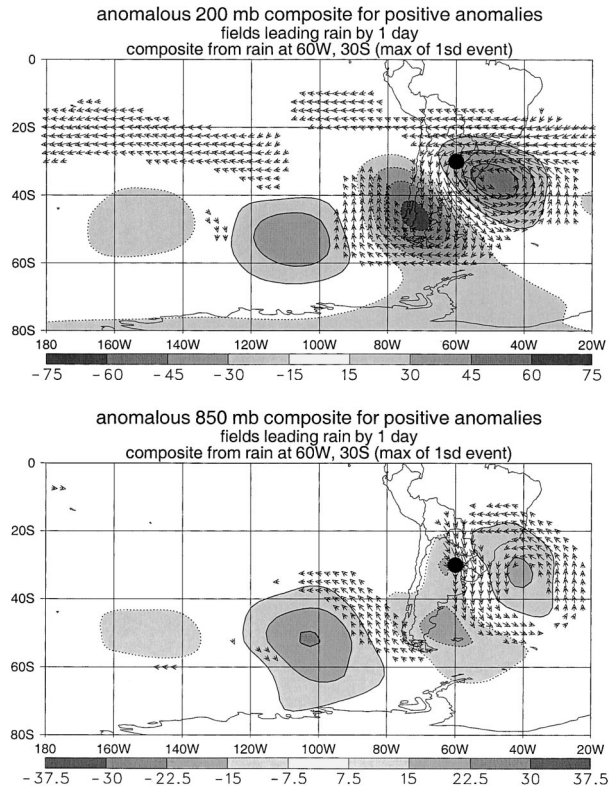 anomalous 200 mb composite for positive anomalies
fields leading rain by 1 day
composite from rain at 60W, 30S (max of 1sd event)
0
20S
40S
60S
80S
180 160W 140W 120W 100W 80W 60W 40W 20W
-75 -60 -45 -30 -15 15 30 45 60 75
anomalous 850 mb composite for positive anomalies
fields leading rain by 1 day
composite from rain at 60W, 30S (max of 1sd event)
0
20S
40S
60S
80S
180 160W 140W 120W 100W 80W 60W 40W 20W
-37.5 -30 -22.5 -15 -7.5 7.5 15 22.5 30 37.5